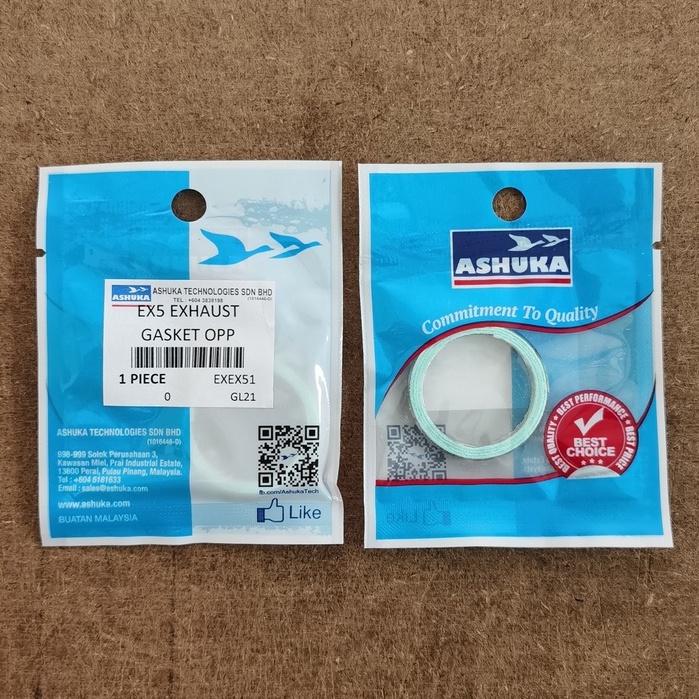 ASHUKA
ASHUKA TECHNOLOGIES SDN BHD
TEL : +604 3838198
(1016446-D)
EX5 EXHAUST
GASKET OPP
1 PIECE EXEX51
0 GL21
ASHUKA TECHNOLOGIES SDN BHD
(1016446-D)
998-999 Solok Perusahaan 3,
Kawasan Miel, Prai Industrial Estate,
13600 Perai, Pulau Pinang, Malaysia.
Tel : +604 6181633
Email : sales@ashuka.com
www.ashuka.com
BUATAN MALAYSIA
fb.com/AshukaTech
Like
ASHUKA
Commitment To Quality
BEST QUALITY • BEST PERFORMANCE • BEST PRICE
BEST
CHOICE
Like